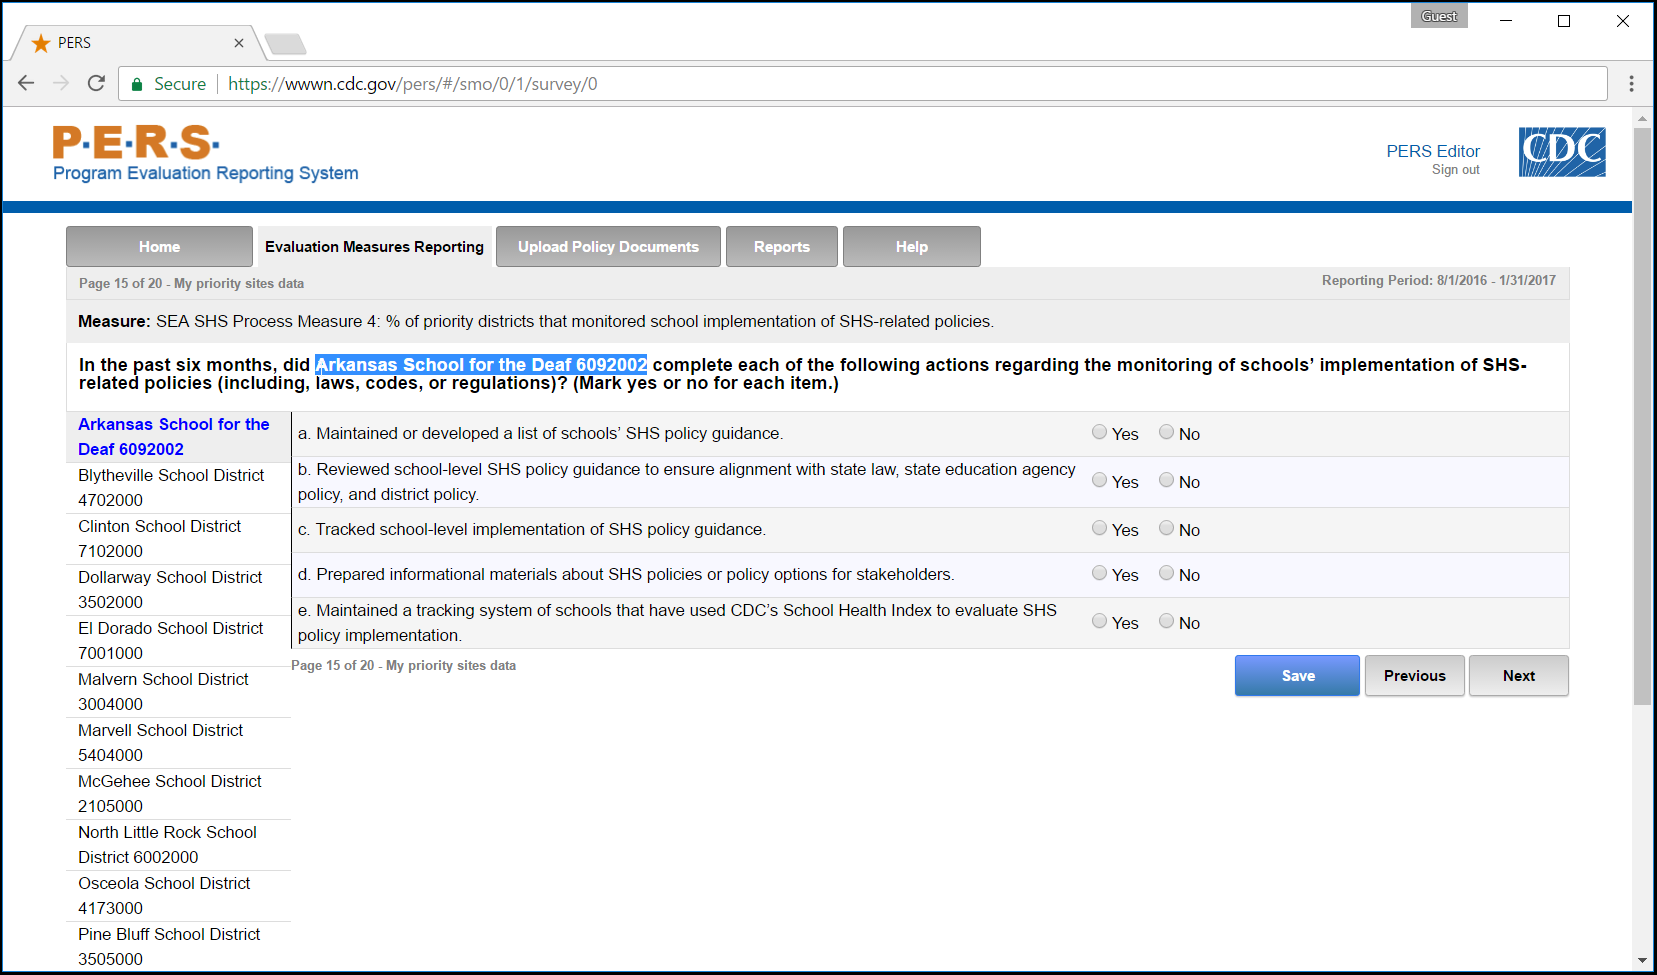 Guest
PERS
Secure
https://wwwn.cdc.gov/pers/#/smo/0/1/survey/0
P·E·R·S·
Program Evaluation Reporting System
PERS Editor
Sign out
CDC
Home
Evaluation Measures Reporting
Upload Policy Documents
Reports
Help
Page 15 of 20 - My priority sites data
Reporting Period: 8/1/2016 - 1/31/2017
Measure: SEA SHS Process Measure 4: % of priority districts that monitored school implementation of SHS-related policies.
In the past six months, did Arkansas School for the Deaf 6092002 complete each of the following actions regarding the monitoring of schools’ implementation of SHS-
related policies (including, laws, codes, or regulations)? (Mark yes or no for each item.)
Arkansas School for the
Deaf 6092002
Blytheville School District
4702000
Clinton School District
7102000
Dollarway School District
3502000
El Dorado School District
7001000
Malvern School District
3004000
Marvell School District
5404000
McGehee School District
2105000
North Little Rock School
District 6002000
Osceola School District
4173000
Pine Bluff School District
3505000
a. Maintained or developed a list of schools’ SHS policy guidance.
Yes No
b. Reviewed school-level SHS policy guidance to ensure alignment with state law, state education agency
policy, and district policy.
Yes No
c. Tracked school-level implementation of SHS policy guidance.
Yes No
d. Prepared informational materials about SHS policies or policy options for stakeholders.
Yes No
e. Maintained a tracking system of schools that have used CDC’s School Health Index to evaluate SHS
policy implementation.
Yes No
Page 15 of 20 - My priority sites data
Save
Previous
Next